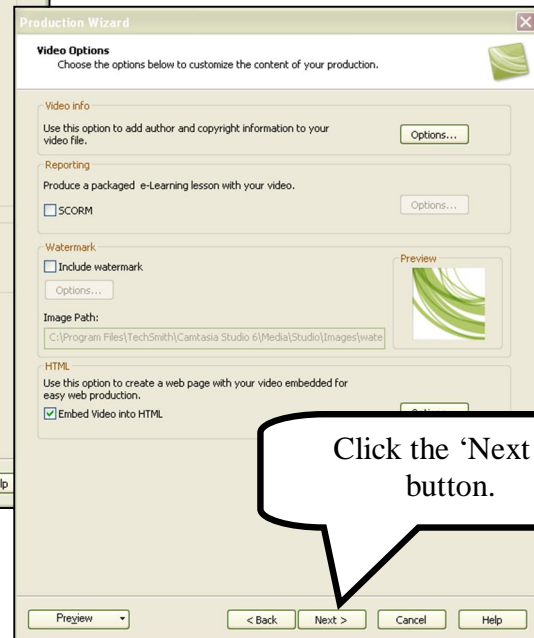 Production Wizard
Video Options
Choose the options below to customize the content of your production.
Video info
Use this option to add author and copyright information to your
video file.
Options...
Reporting
Produce a packaged e-Learning lesson with your video.
SCORM
Options...
Watermark
Include watermark
Options...
Preview
Image Path:
C:\Program Files\TechSmith\Camtasia Studio 6\Media\Studio\Images\wate
HTML
Use this option to create a web page with your video embedded for
easy web production.
Embed Video into HTML
Click the ‘Next
button.
lp
Preview
< Back
Next >
Cancel
Help